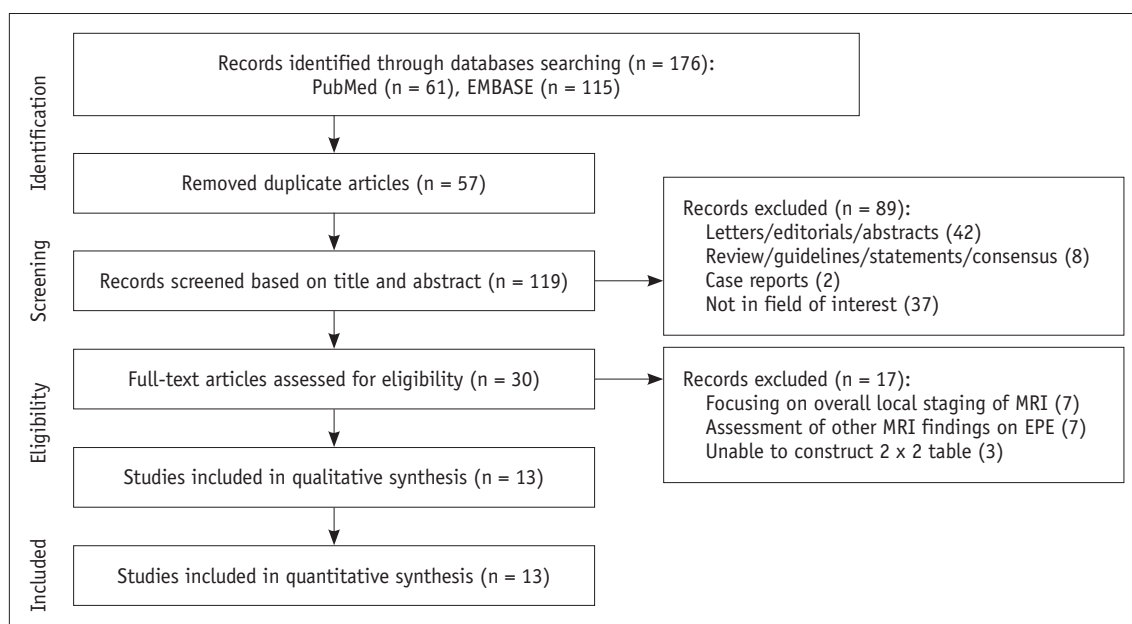 Identification
Records identified through databases searching (n = 176):
PubMed (n = 61), EMBASE (n = 115)
Removed duplicate articles (n = 57)
Screening
Records screened based on title and abstract (n = 119)
Records excluded (n = 89):
Letters/editorials/abstracts (42)
Review/guidelines/statements/consensus (8)
Case reports (2)
Not in field of interest (37)
Eligibility
Full-text articles assessed for eligibility (n = 30)
Records excluded (n = 17):
Focusing on overall local staging of MRI (7)
Assessment of other MRI findings on EPE (7)
Unable to construct 2 x 2 table (3)
Studies included in qualitative synthesis (n = 13)
Included
Studies included in quantitative synthesis (n = 13)